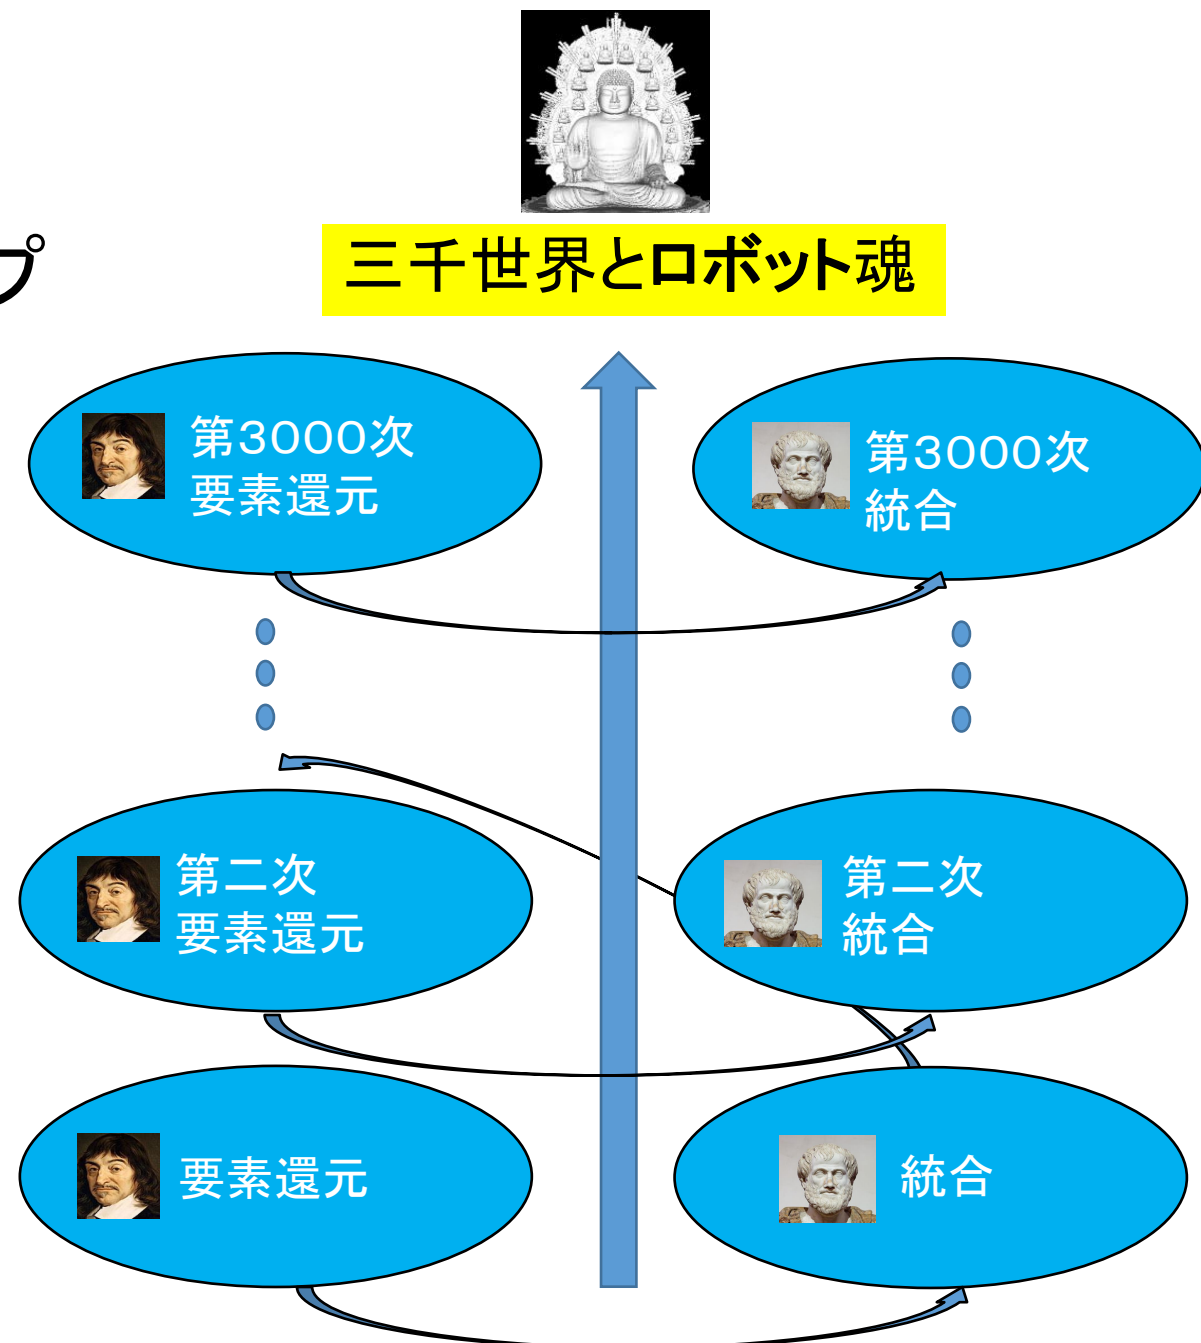 プ
三千世界とロボット魂
第3000次
要素還元
第3000次
統合
第二次
要素還元
第二次
統合
要素還元
統合